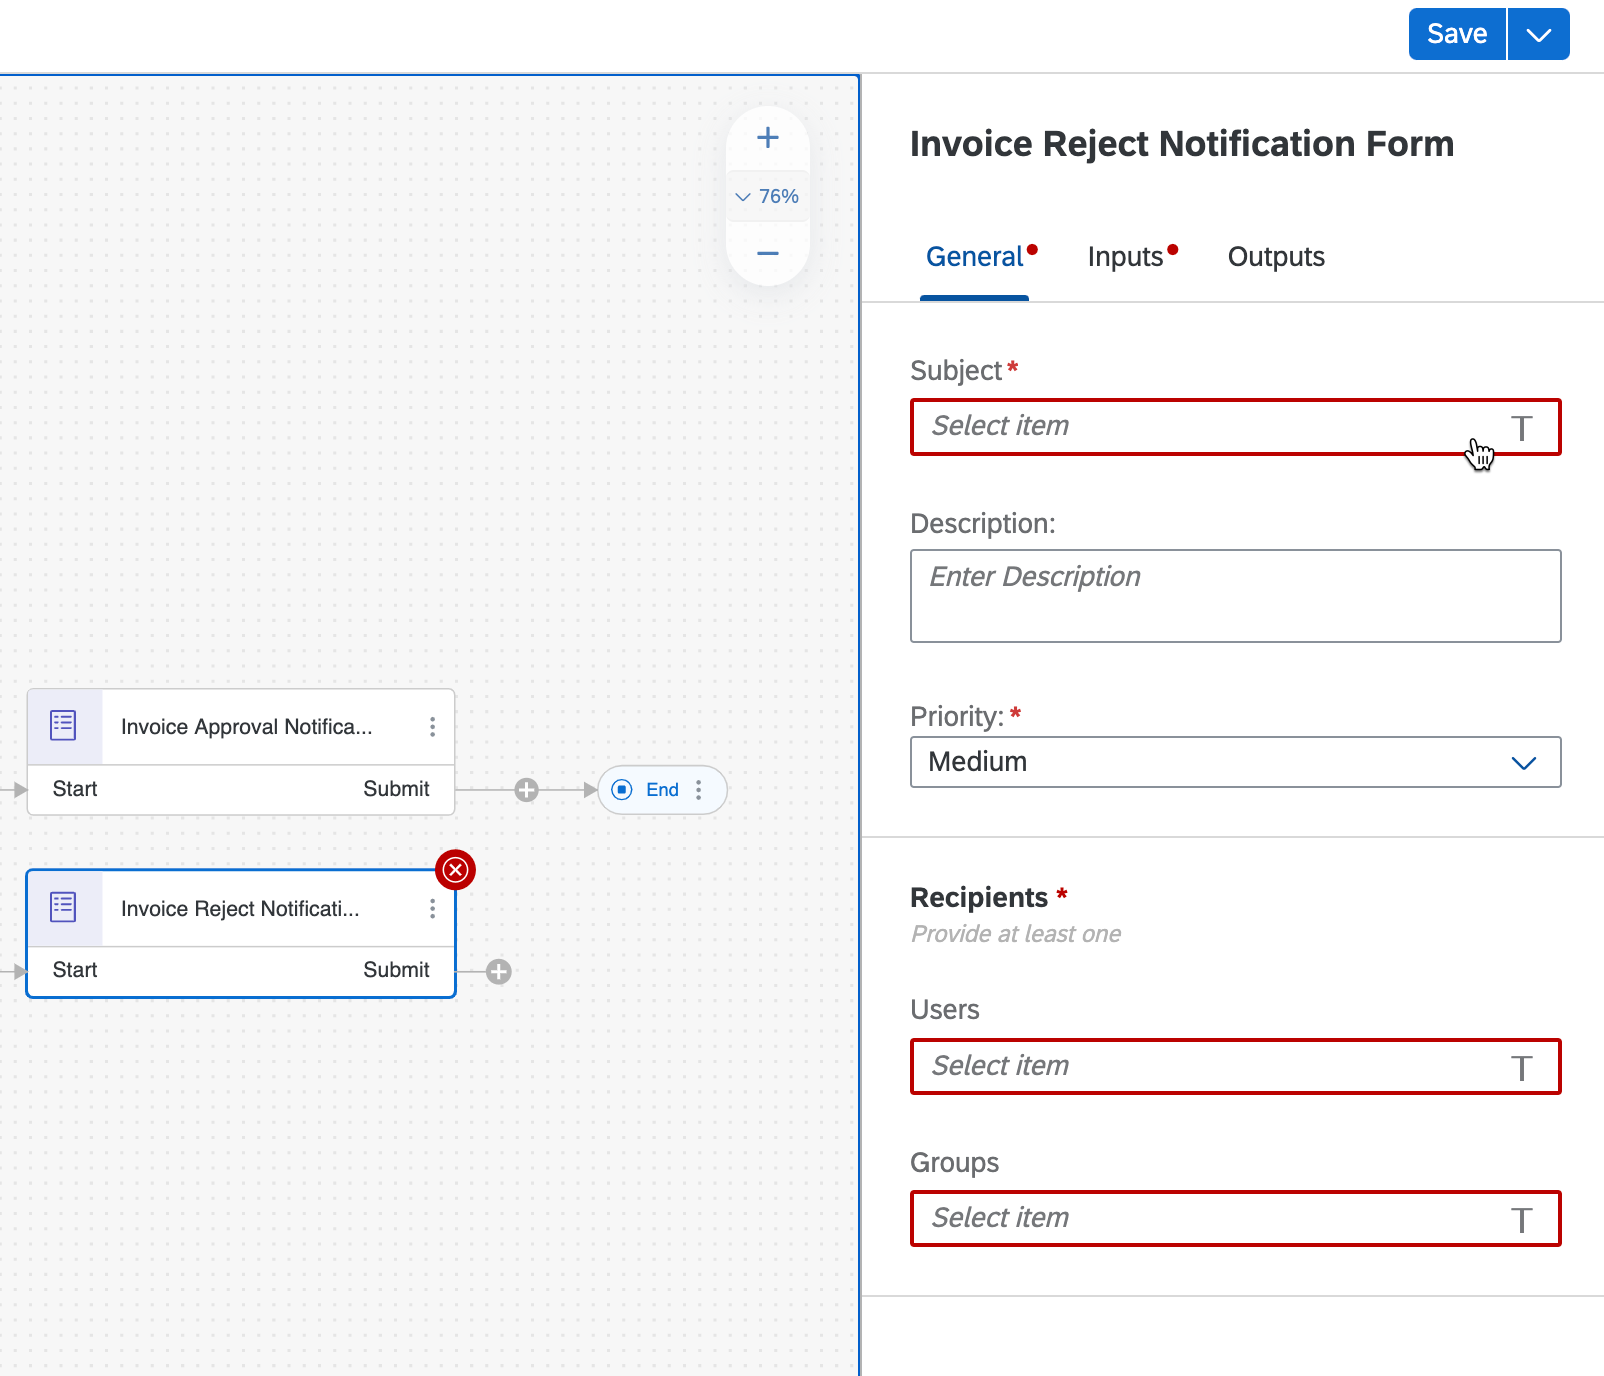 Save
76%
Invoice Reject Notification Form
General Inputs Outputs
Subject*
Select item
T
Description:
Enter Description
Priority: *
Medium
Invoice Approval Notifica...
Start Submit
End
Invoice Reject Notificati...
Start Submit
Recipients *
Provide at least one
Users
Select item
T
Groups
Select item
T